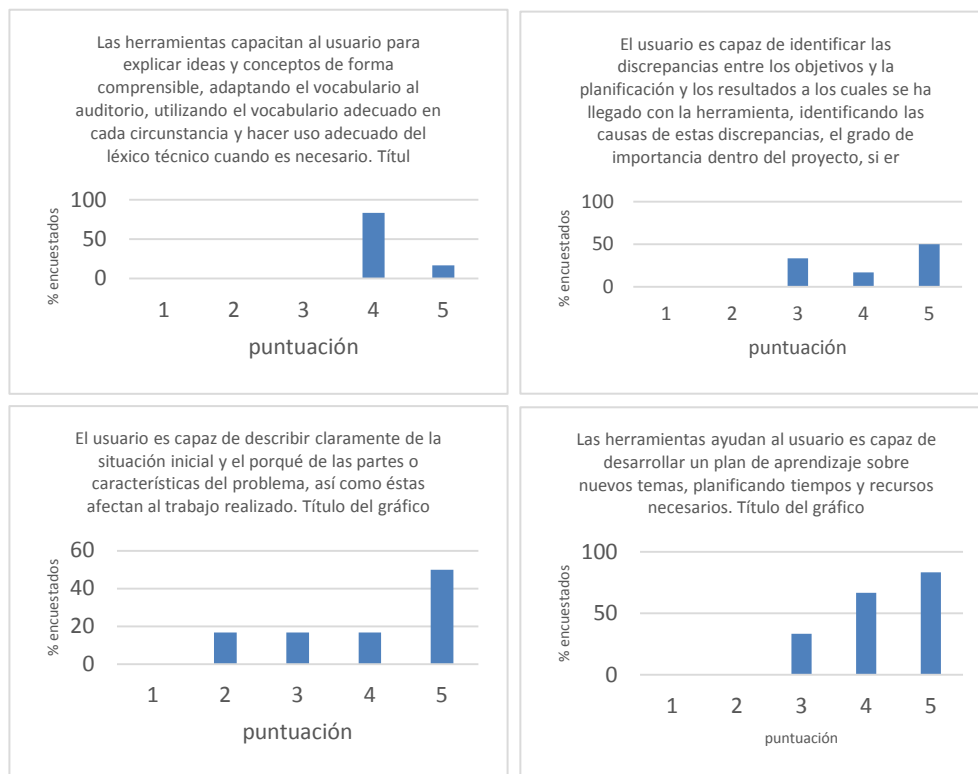 Las herramientas capacitan al usuario para
explicar ideas y conceptos de forma
comprensible, adaptando el vocabulario al
auditorio, utilizando el vocabulario adecuado en
cada circunstancia y hacer uso adecuado del
léxico técnico cuando es necesario. Títul
% encuestados
100
50
0
1 2 3 4 5
puntuación
El usuario es capaz de identificar las
discrepancias entre los objetivos y la
planificación y los resultados a los cuales se ha
llegado con la herramienta, identificando las
causas de estas discrepancias, el grado de
importancia dentro del proyecto, si er
% encuestados
100
50
0
1 2 3 4 5
puntuación
El usuario es capaz de describir claramente de la
situación inicial y el porqué de las partes o
características del problema, así como éstas
afectan al trabajo realizado. Título del gráfico
% encuestados
60
40
20
0
1 2 3 4 5
puntuación
Las herramientas ayudan al usuario es capaz de
desarrollar un plan de aprendizaje sobre
nuevos temas, planificando tiempos y recursos
necesarios. Título del gráfico
% encuestados
100
50
0
1 2 3 4 5
puntuación